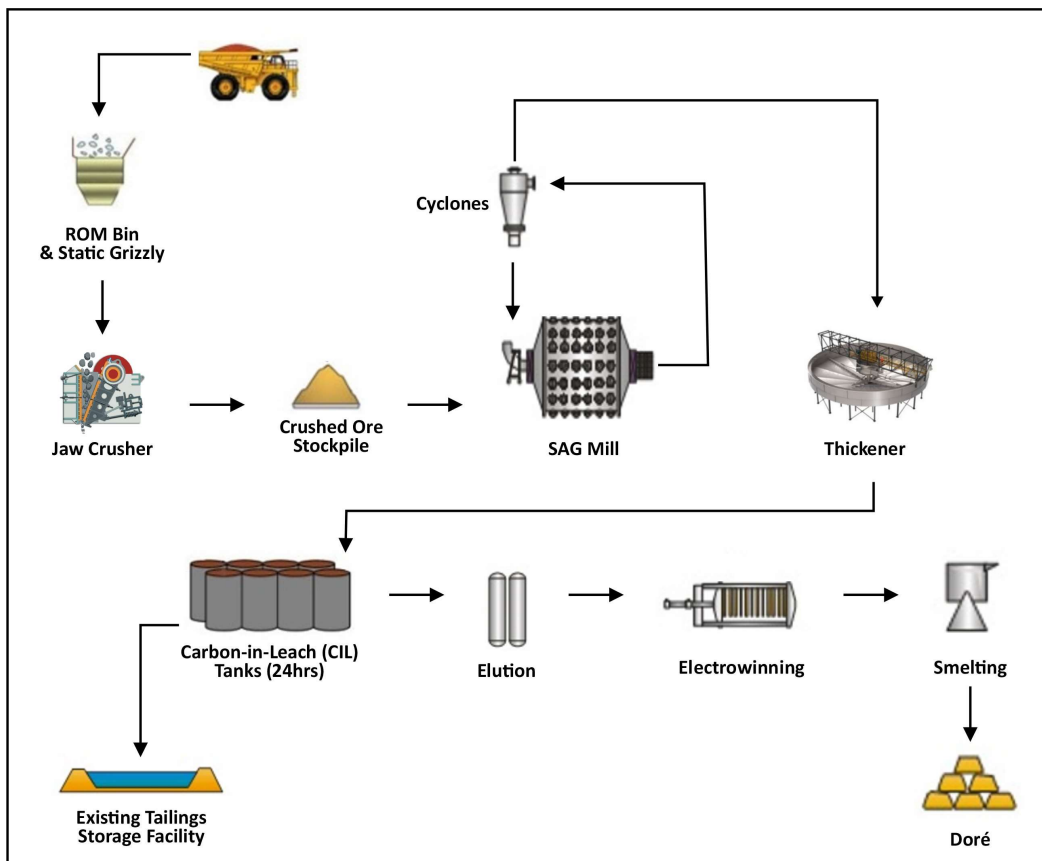 Cyclones
ROM Bin
& Static Grizzly
Jaw Crusher
Crushed Ore
Stockpile
SAG Mill
Thickener
Carbon-in-Leach (CIL)
Tanks (24hrs)
Elution
Electrowinning
Smelting
Existing Tailings
Storage Facility
Doré